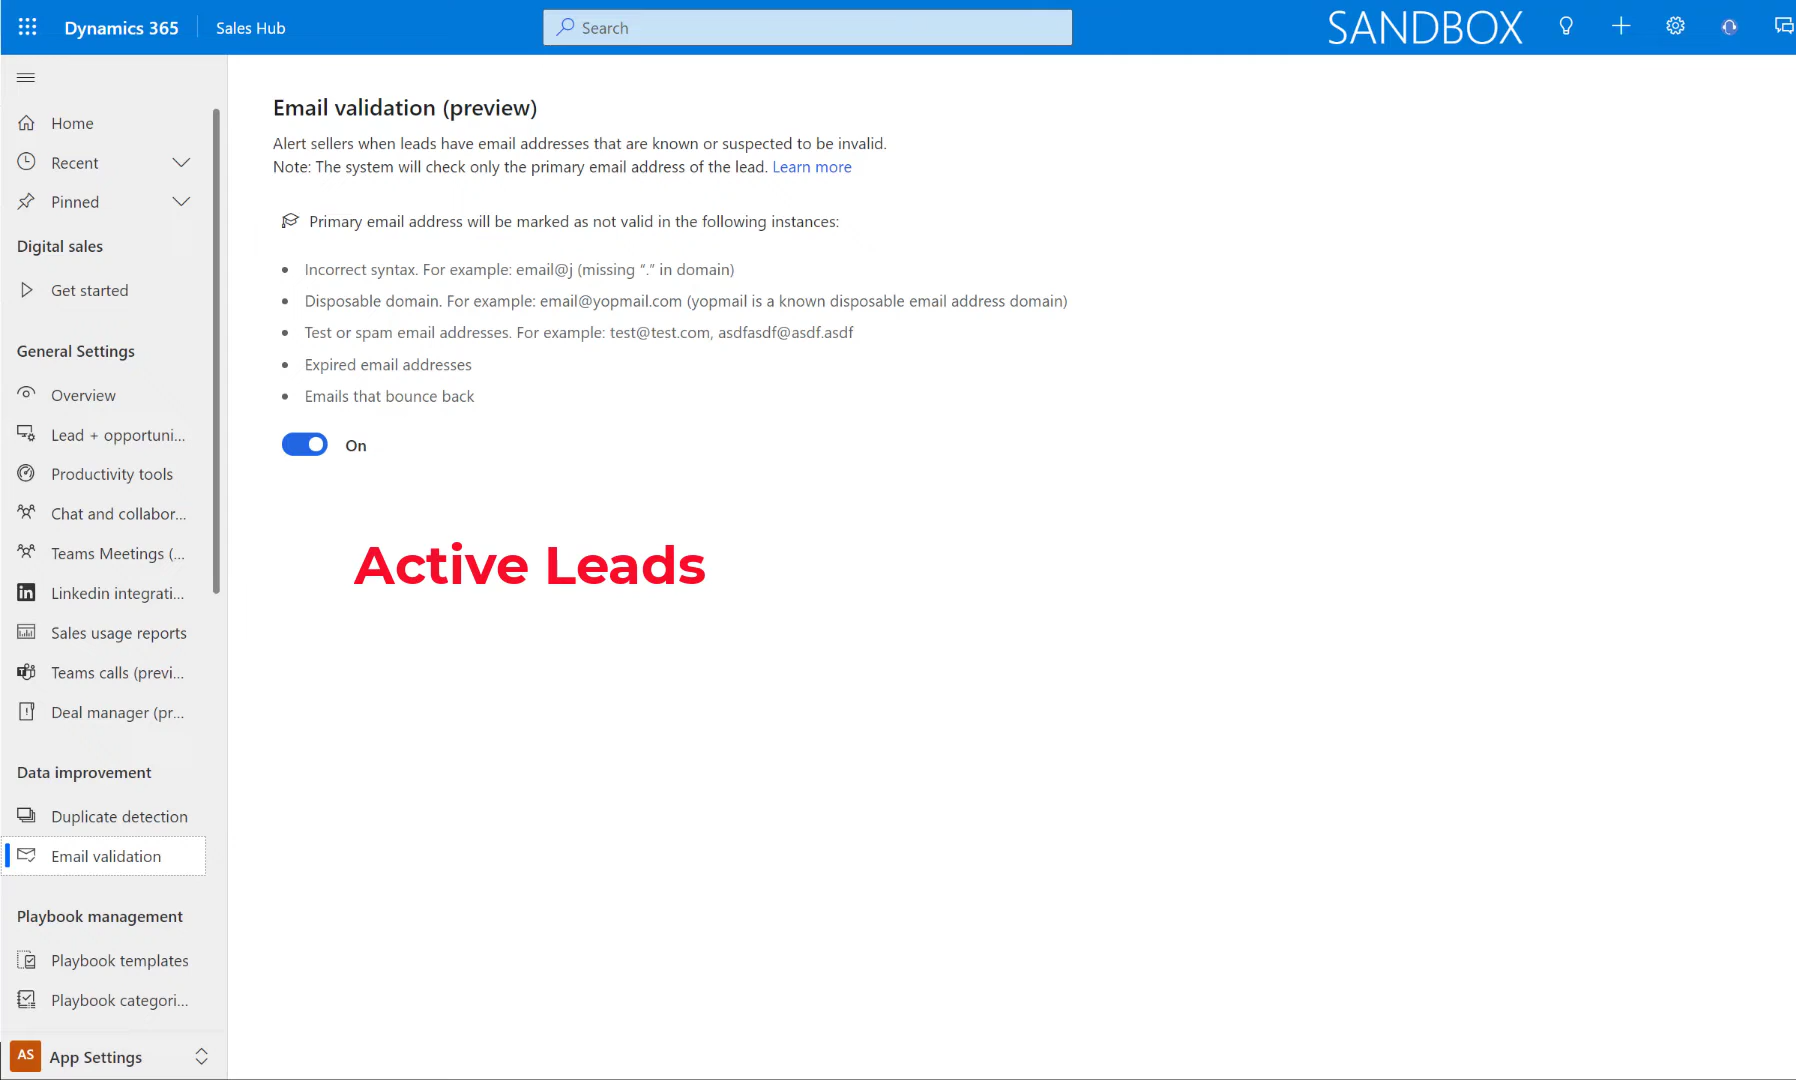 Dynamics 365
Sales Hub
Search
SANDBOX
Home
Recent
Pinned
Digital sales
Get started
General Settings
Overview
Lead + opportuni...
Productivity tools
Chat and collabor...
Teams Meetings (...
Linkedin integrati...
Sales usage reports
Teams calls (previ...
Deal manager (pr...
Data improvement
Duplicate detection
Email validation
Playbook management
Playbook templates
Playbook categori...
AS
App Settings
Email validation (preview)
Alert sellers when leads have email addresses that are known or suspected to be invalid.
Note: The system will check only the primary email address of the lead. Learn more
Primary email address will be marked as not valid in the following instances:
• Incorrect syntax. For example: email@j (missing “.” in domain)
• Disposable domain. For example: email@yopmail.com (yopmail is a known disposable email address domain)
• Test or spam email addresses. For example: test@test.com, asdfasdf@asdf.asdf
• Expired email addresses
• Emails that bounce back
On
Active Leads